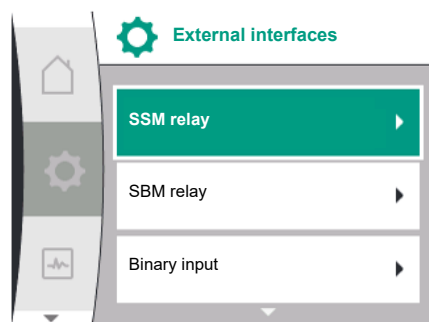 External interfaces
SSM relay
SBM relay
Binary input